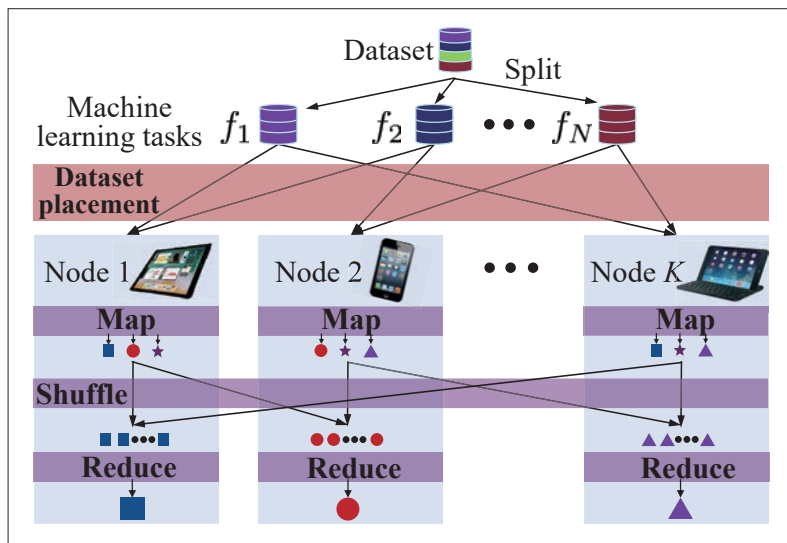 Dataset
Split
Machine
learning tasks
f1 f2 ••• fN
Dataset
placement
Node 1 Node 2 ••• Node K
Map Map Map
Shuffle
••• ••• •••
Reduce Reduce Reduce